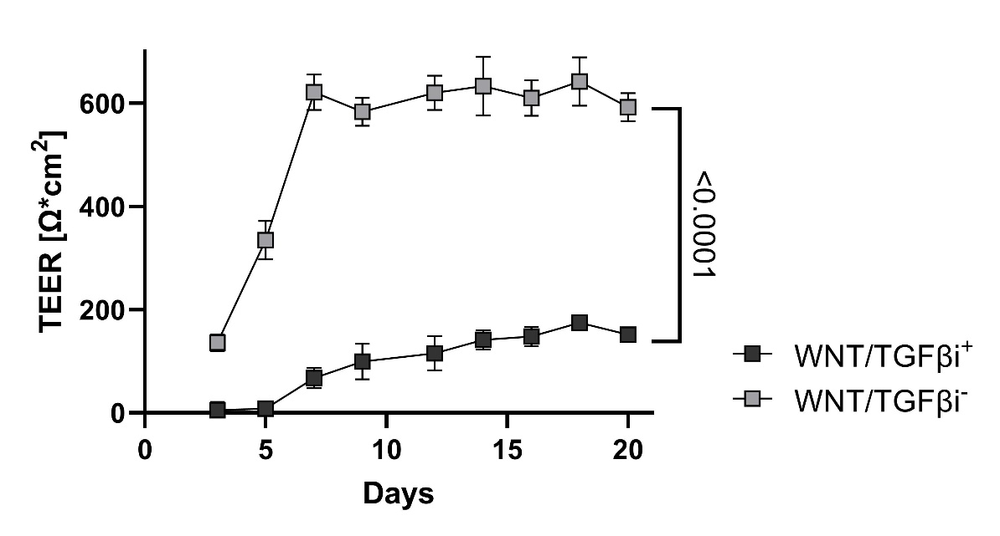 TEER [Ω*cm²]
600
400
200
0
0 5 10 15 20
Days
<0.0001
WNT/TGFβi⁺
WNT/TGFβi⁻